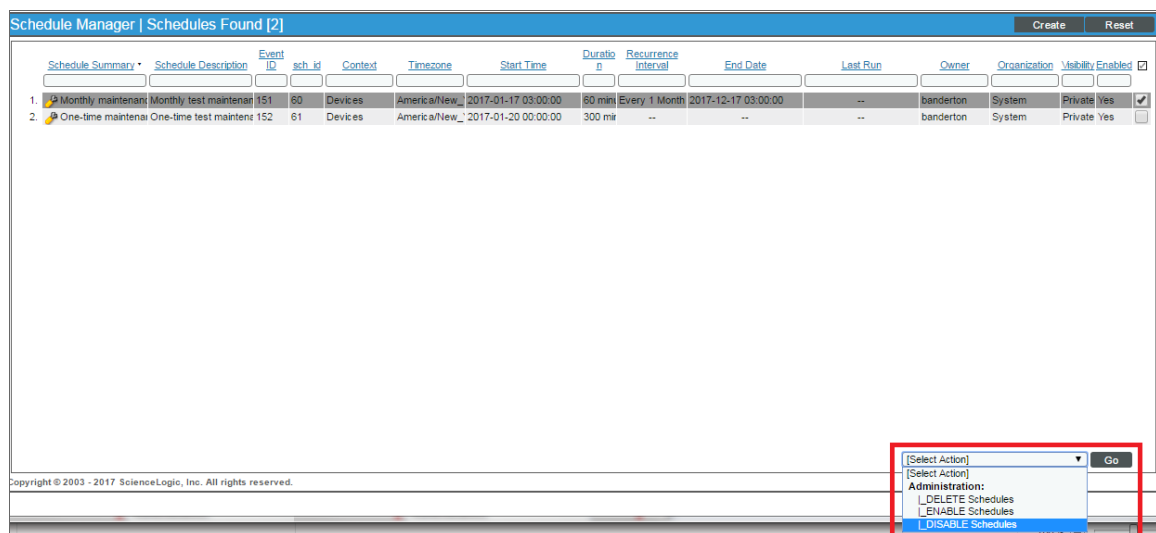 Schedule Manager | Schedules Found [2] Create Reset
Schedule Summary Schedule Description Event ID sch_id Context Timezone Start Time Duration Recurrence Interval End Date Last Run Owner Organization Visibility Enabled
1. Monthly maintenanc Monthly test maintenan 151 60 Devices America/New_ 2017-01-17 03:00:00 60 minu Every 1 Month 2017-12-17 03:00:00 -- banderton System Private Yes
2. One-time maintenan One-time test maintena 152 61 Devices America/New_ 2017-01-20 00:00:00 300 min -- -- -- banderton System Private Yes
[Select Action] Go
[Select Action]
Copyright © 2003 - 2017 ScienceLogic, Inc. All rights reserved.
Administration:
|_DELETE Schedules
|_ENABLE Schedules
|_DISABLE Schedules